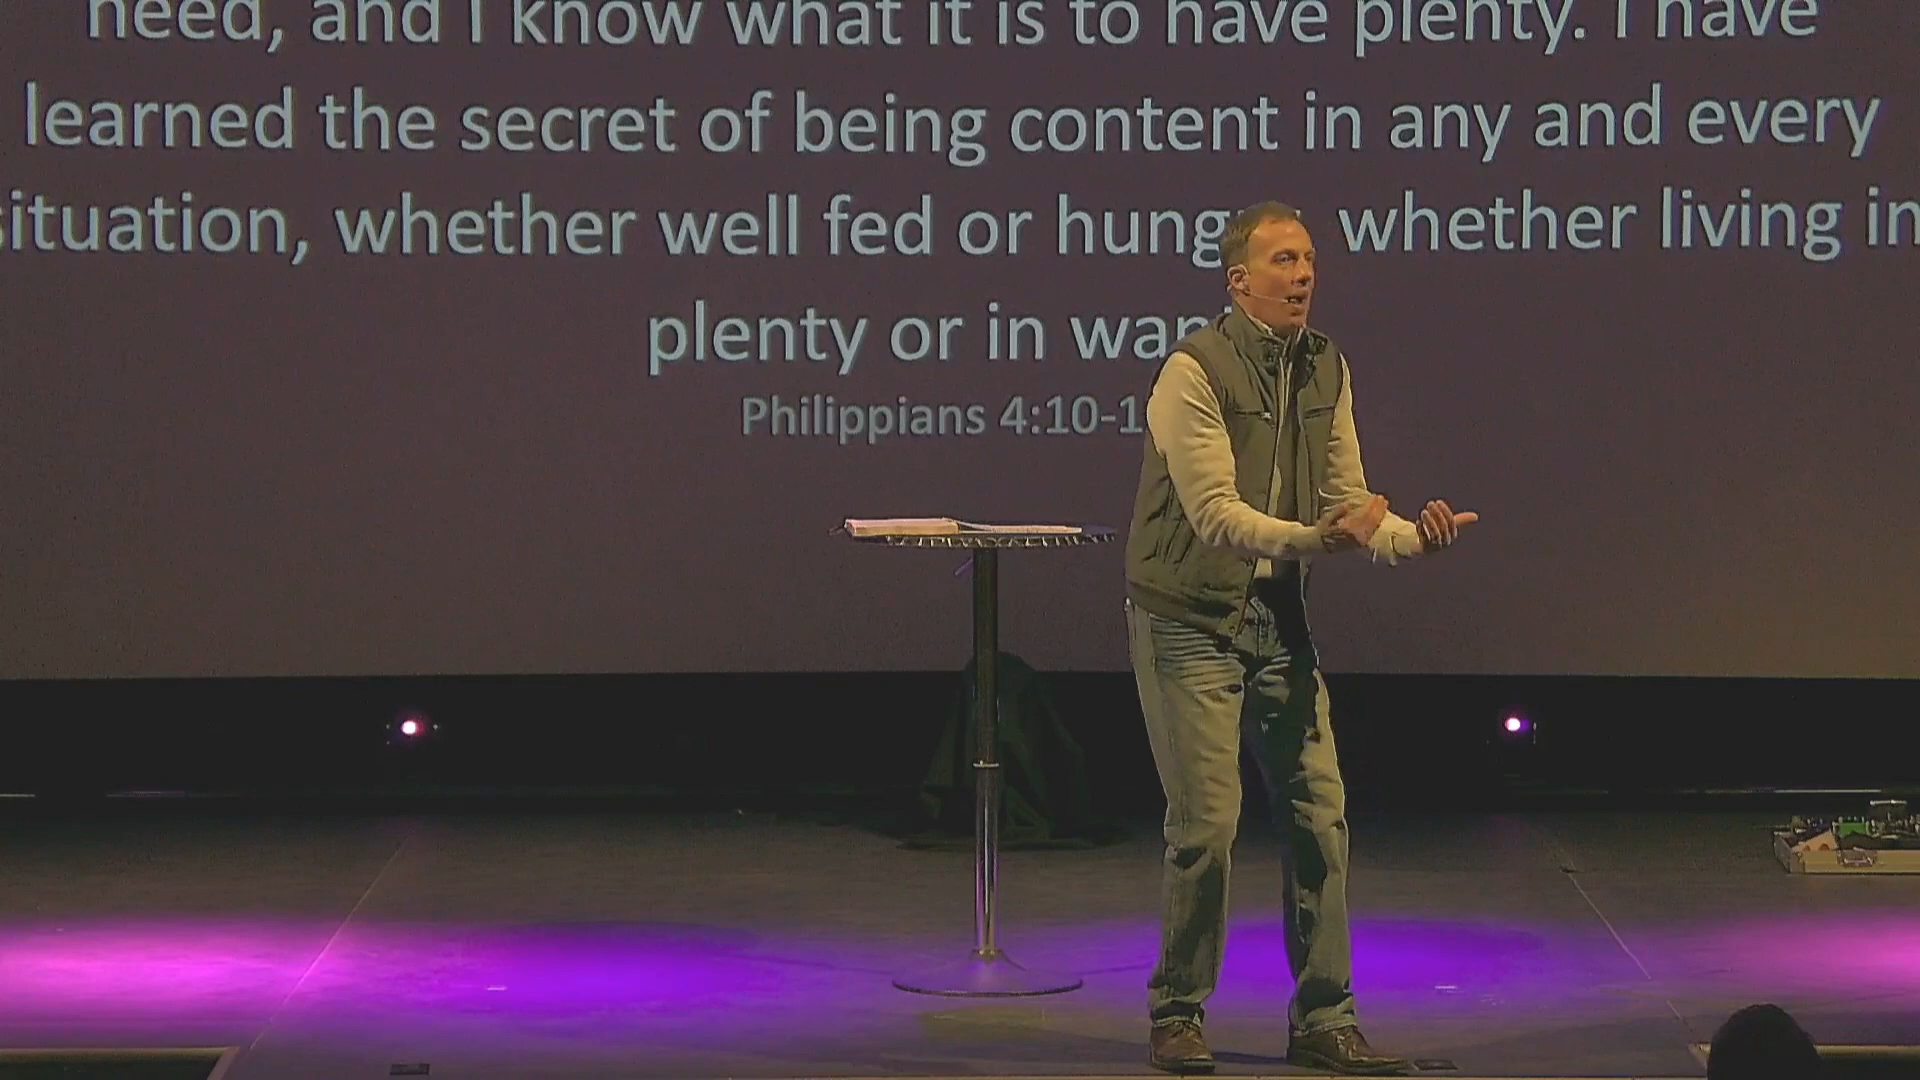 need, and I know what it is to have plenty. I have
learned the secret of being content in any and every
situation, whether well fed or hung whether living in
plenty or in want
Philippians 4:10-1